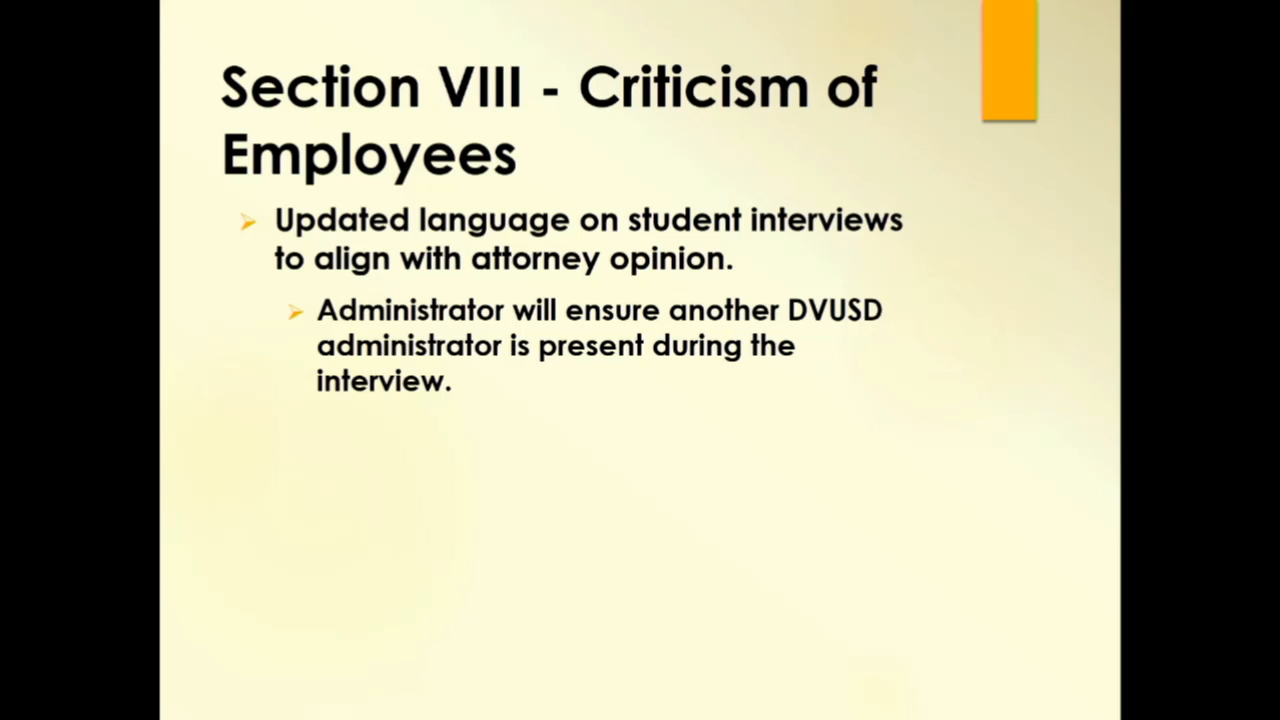 Section VIII - Criticism of
Employees
Updated language on student interviews
to align with attorney opinion.
Administrator will ensure another DVUSD
administrator is present during the
interview.